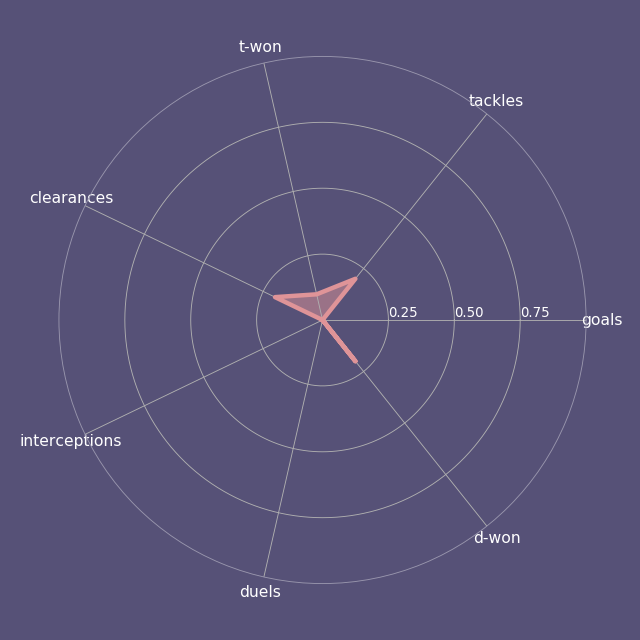 t-won
tackles
clearances
0.25 0.50 0.75 goals
interceptions
d-won
duels